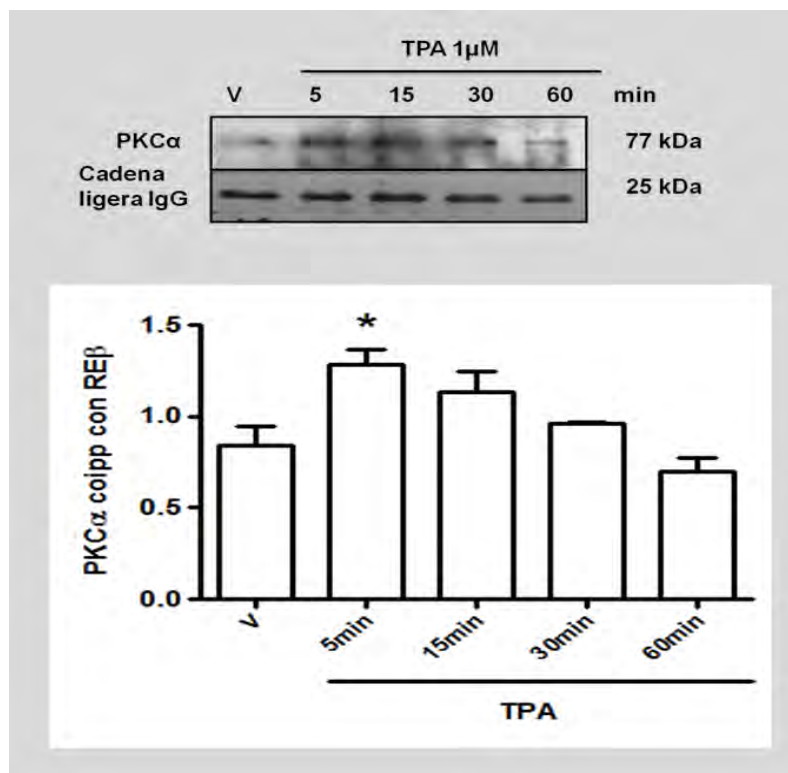 TPA 1µM
V 5 15 30 60 min
PKCα 77 kDa
Cadena
ligera IgG 25 kDa
PKCα coipp con REβ
1.5
1.0
0.5
0.0
*
V 5min 15min 30min 60min
TPA